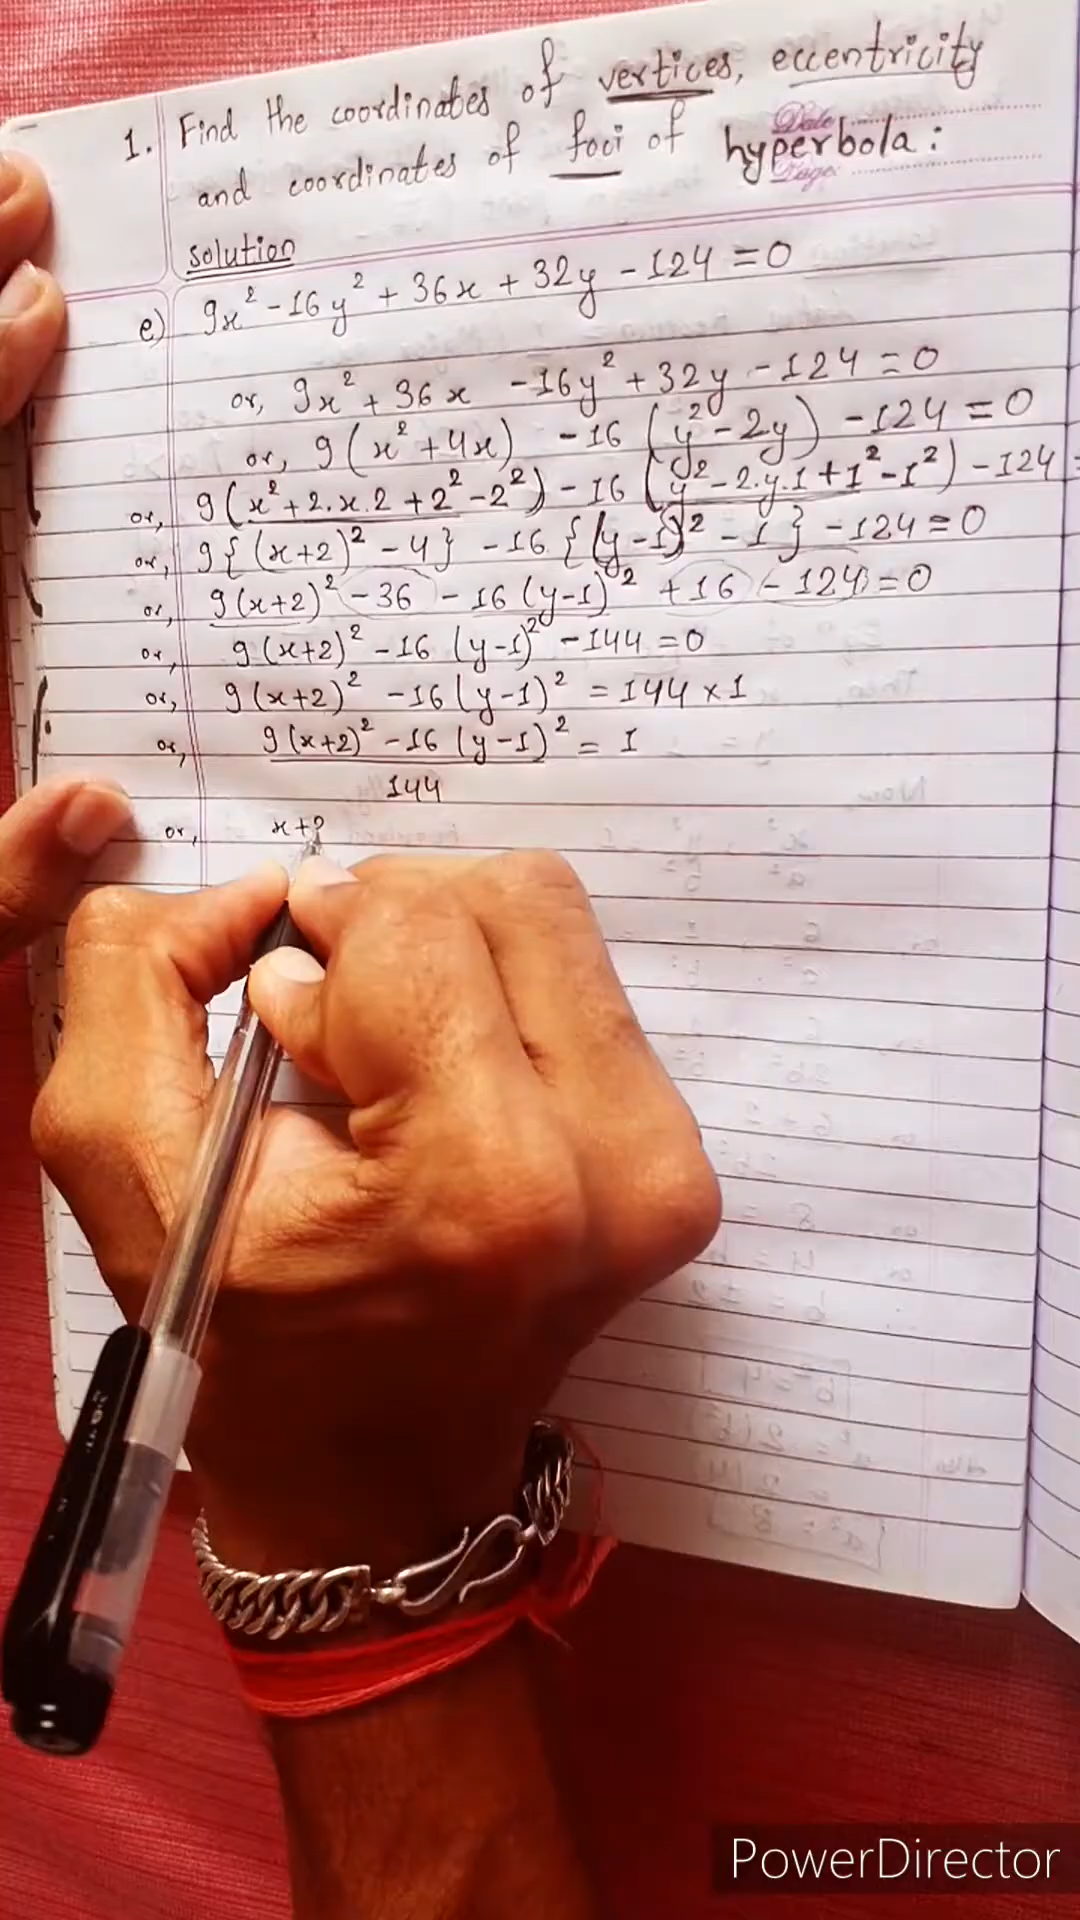 1. Find the coordinates of vertices, eccentricity
and coordinates of foci of hyperbola:
Date
Page
solution
e) 9x² - 16y² + 36x + 32y - 124 = 0
or, 9x² + 36x - 16y² + 32y - 124 = 0
or, 9(x² + 4x) - 16(y² - 2y) - 124 = 0
or, 9(x² + 2.x.2 + 2² - 2²) - 16(y² - 2.y.1 + 1² - 1²) - 124 =
or, 9{(x+2)² - 4} - 16{(y-1)² - 1} - 124 = 0
or, 9(x+2)² - 36 - 16(y-1)² + 16 - 124 = 0
or, 9(x+2)² - 16(y-1)² - 144 = 0
or, 9(x+2)² - 16(y-1)² = 144 × 1
or, 9(x+2)² - 16(y-1)² = 1
144
or, x+2
PowerDirector